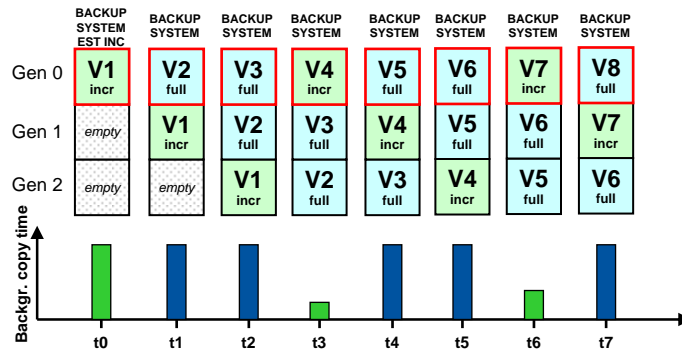 BACKUP SYSTEM EST INC
BACKUP SYSTEM
BACKUP SYSTEM
BACKUP SYSTEM
BACKUP SYSTEM
BACKUP SYSTEM
BACKUP SYSTEM
BACKUP SYSTEM
Gen 0
V1 incr
V2 full
V3 full
V4 incr
V5 full
V6 full
V7 incr
V8 full
Gen 1
empty
V1 incr
V2 full
V3 full
V4 incr
V5 full
V6 full
V7 incr
Gen 2
empty
empty
V1 incr
V2 full
V3 full
V4 incr
V5 full
V6 full
Backgr. copy time
t0 t1 t2 t3 t4 t5 t6 t7